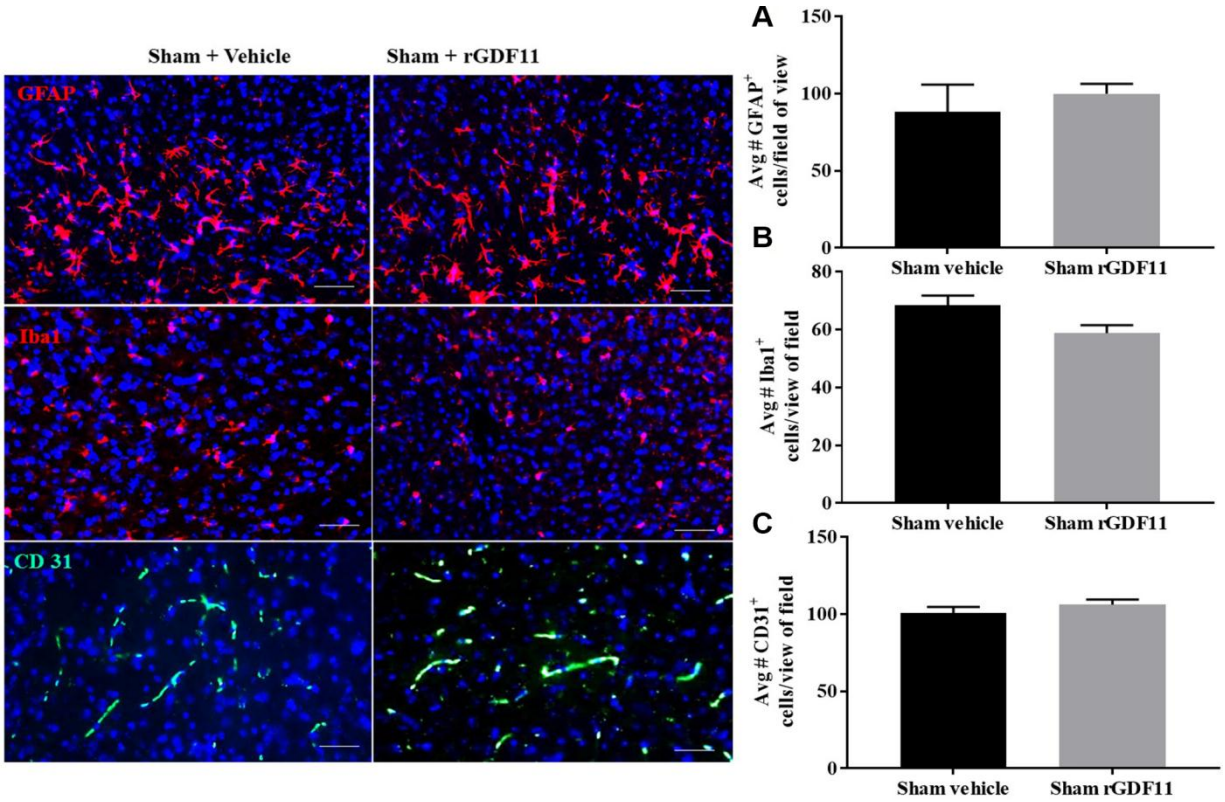 Sham + Vehicle
Sham + rGDF11
GFAP
Iba1
CD 31
A
Avg # GFAP+
cells/field of view
150
100
50
0
Sham vehicle
Sham rGDF11
B
Avg # Iba1+
cells/view of field
80
60
40
20
0
Sham vehicle
Sham rGDF11
C
Avg # CD31+
cells/view of field
150
100
50
0
Sham vehicle
Sham rGDF11